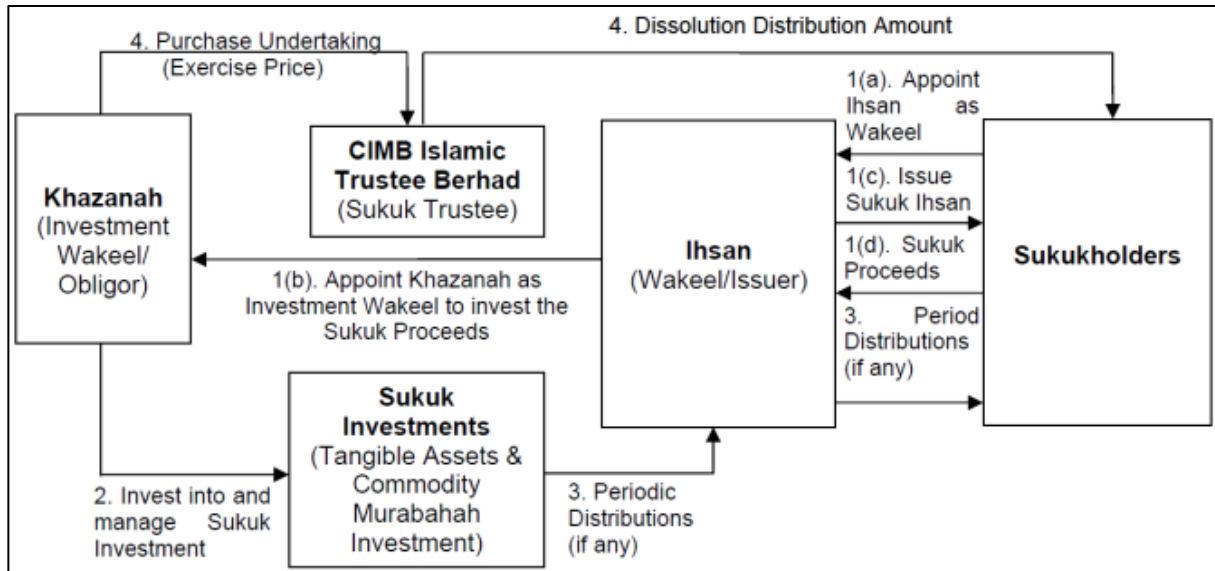 4. Purchase Undertaking
(Exercise Price)
4. Dissolution Distribution Amount
Khazanah
(Investment
Wakeel/
Obligor)
CIMB Islamic
Trustee Berhad
(Sukuk Trustee)
1(b). Appoint Khazanah as
Investment Wakeel to invest the
Sukuk Proceeds
Ihsan
(Wakeel/Issuer)
1(a). Appoint
Ihsan as
Wakeel
1(c). Issue
Sukuk Ihsan
1(d). Sukuk
Proceeds
3. Period
Distributions
(if any)
Sukukholders
2. Invest into and
manage Sukuk
Investment
Sukuk
Investments
(Tangible Assets &
Commodity
Murabahah
Investment)
3. Periodic
Distributions
(if any)